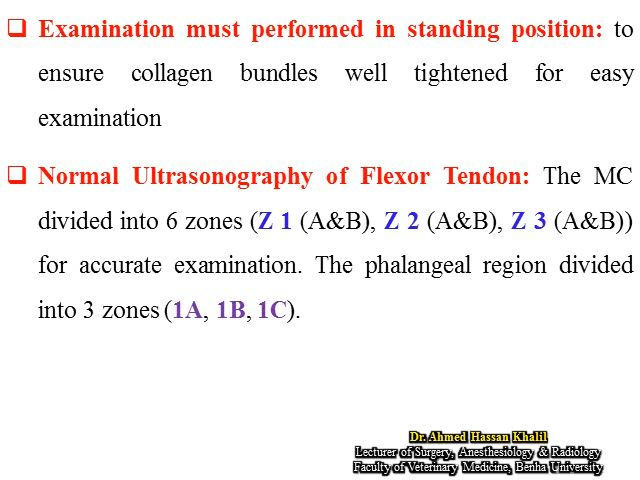 ❑ Examination must performed in standing position: to
ensure collagen bundles well tightened for easy
examination
❑ Normal Ultrasonography of Flexor Tendon: The MC
divided into 6 zones (Z 1 (A&B), Z 2 (A&B), Z 3 (A&B))
for accurate examination. The phalangeal region divided
into 3 zones (1A, 1B, 1C).
Dr. Ahmed Hassan Khalil
Lecturer of Surgery, Anesthesiology & Radiology
Faculty of Veterinary Medicine, Benha University